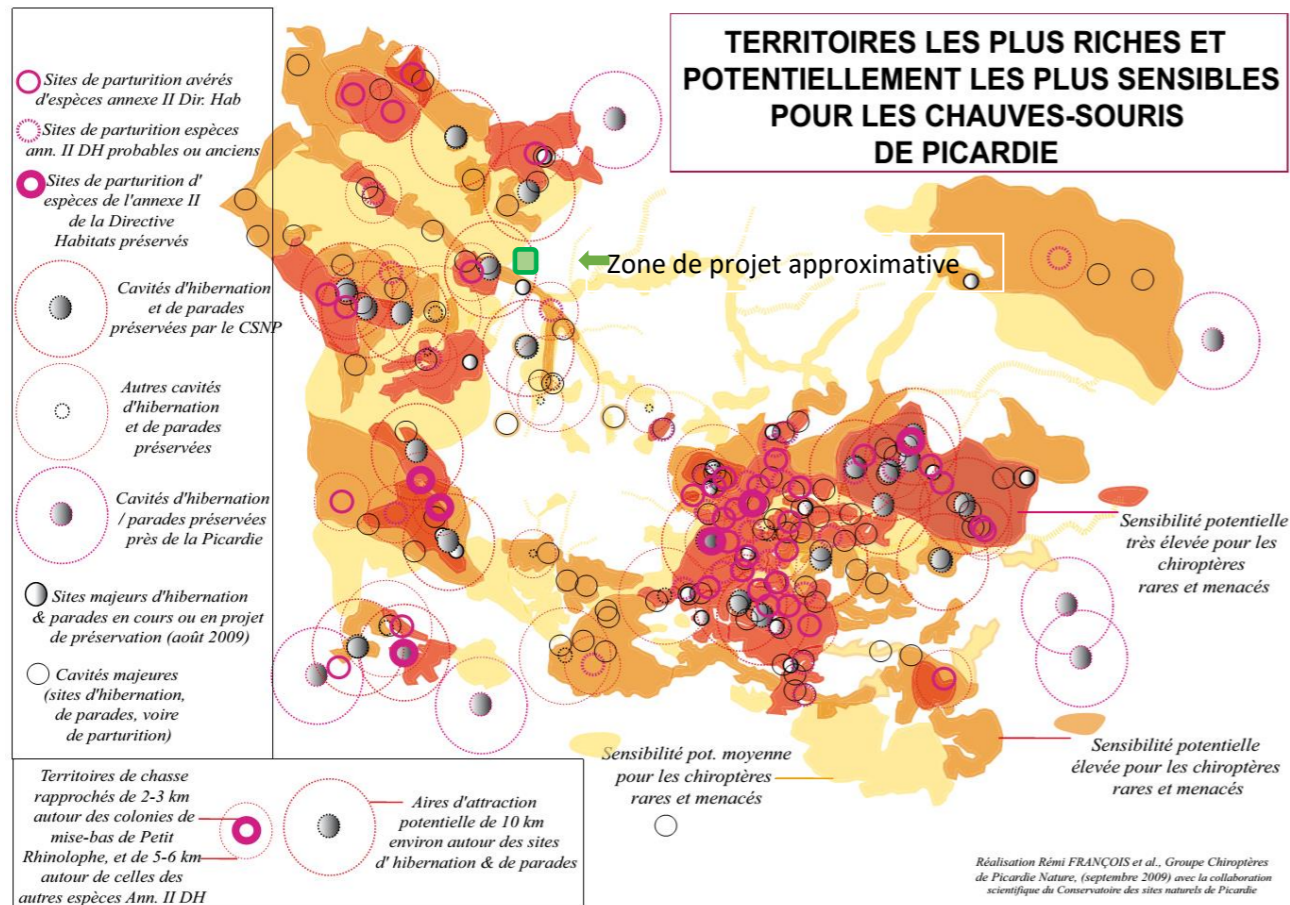 TERRITOIRES LES PLUS RICHES ET
POTENTIELLEMENT LES PLUS SENSIBLES
POUR LES CHAUVES-SOURIS
DE PICARDIE
Sites de parturition avérés
d'espèces annexe II Dir. Hab
Sites de parturition espèces
ann. II DH probables ou anciens
Sites de parturition d'
espèces de l'annexe II
de la Directive
Habitats préservés
Cavités d'hibernation
et de parades
préservées par le CSNP
Autres cavités
d'hibernation
et de parades
préservées
Cavités d'hibernation
/ parades préservées
près de la Picardie
Sites majeurs d'hibernation
& parades en cours ou en projet
de préservation (août 2009)
Cavités majeures
(sites d'hibernation,
de parades, voire
de parturition)
Zone de projet approximative
Sensibilité potentielle
très élevée pour les
chiroptères
rares et menacés
Sensibilité pot. moyenne
pour les chiroptères
rares et menacés
Sensibilité potentielle
élevée pour les chiroptères
rares et menacés
Territoires de chasse
rapprochés de 2-3 km
autour des colonies de
mise-bas de Petit
Rhinolophe, et de 5-6 km
autour de celles des
autres espèces Ann. II DH
Aires d'attraction
potentielle de 10 km
environ autour des sites
d' hibernation & de parades
Réalisation Rémi FRANÇOIS et al., Groupe Chiroptères
de Picardie Nature, (septembre 2009) avec la collaboration
scientifique du Conservatoire des sites naturels de Picardie